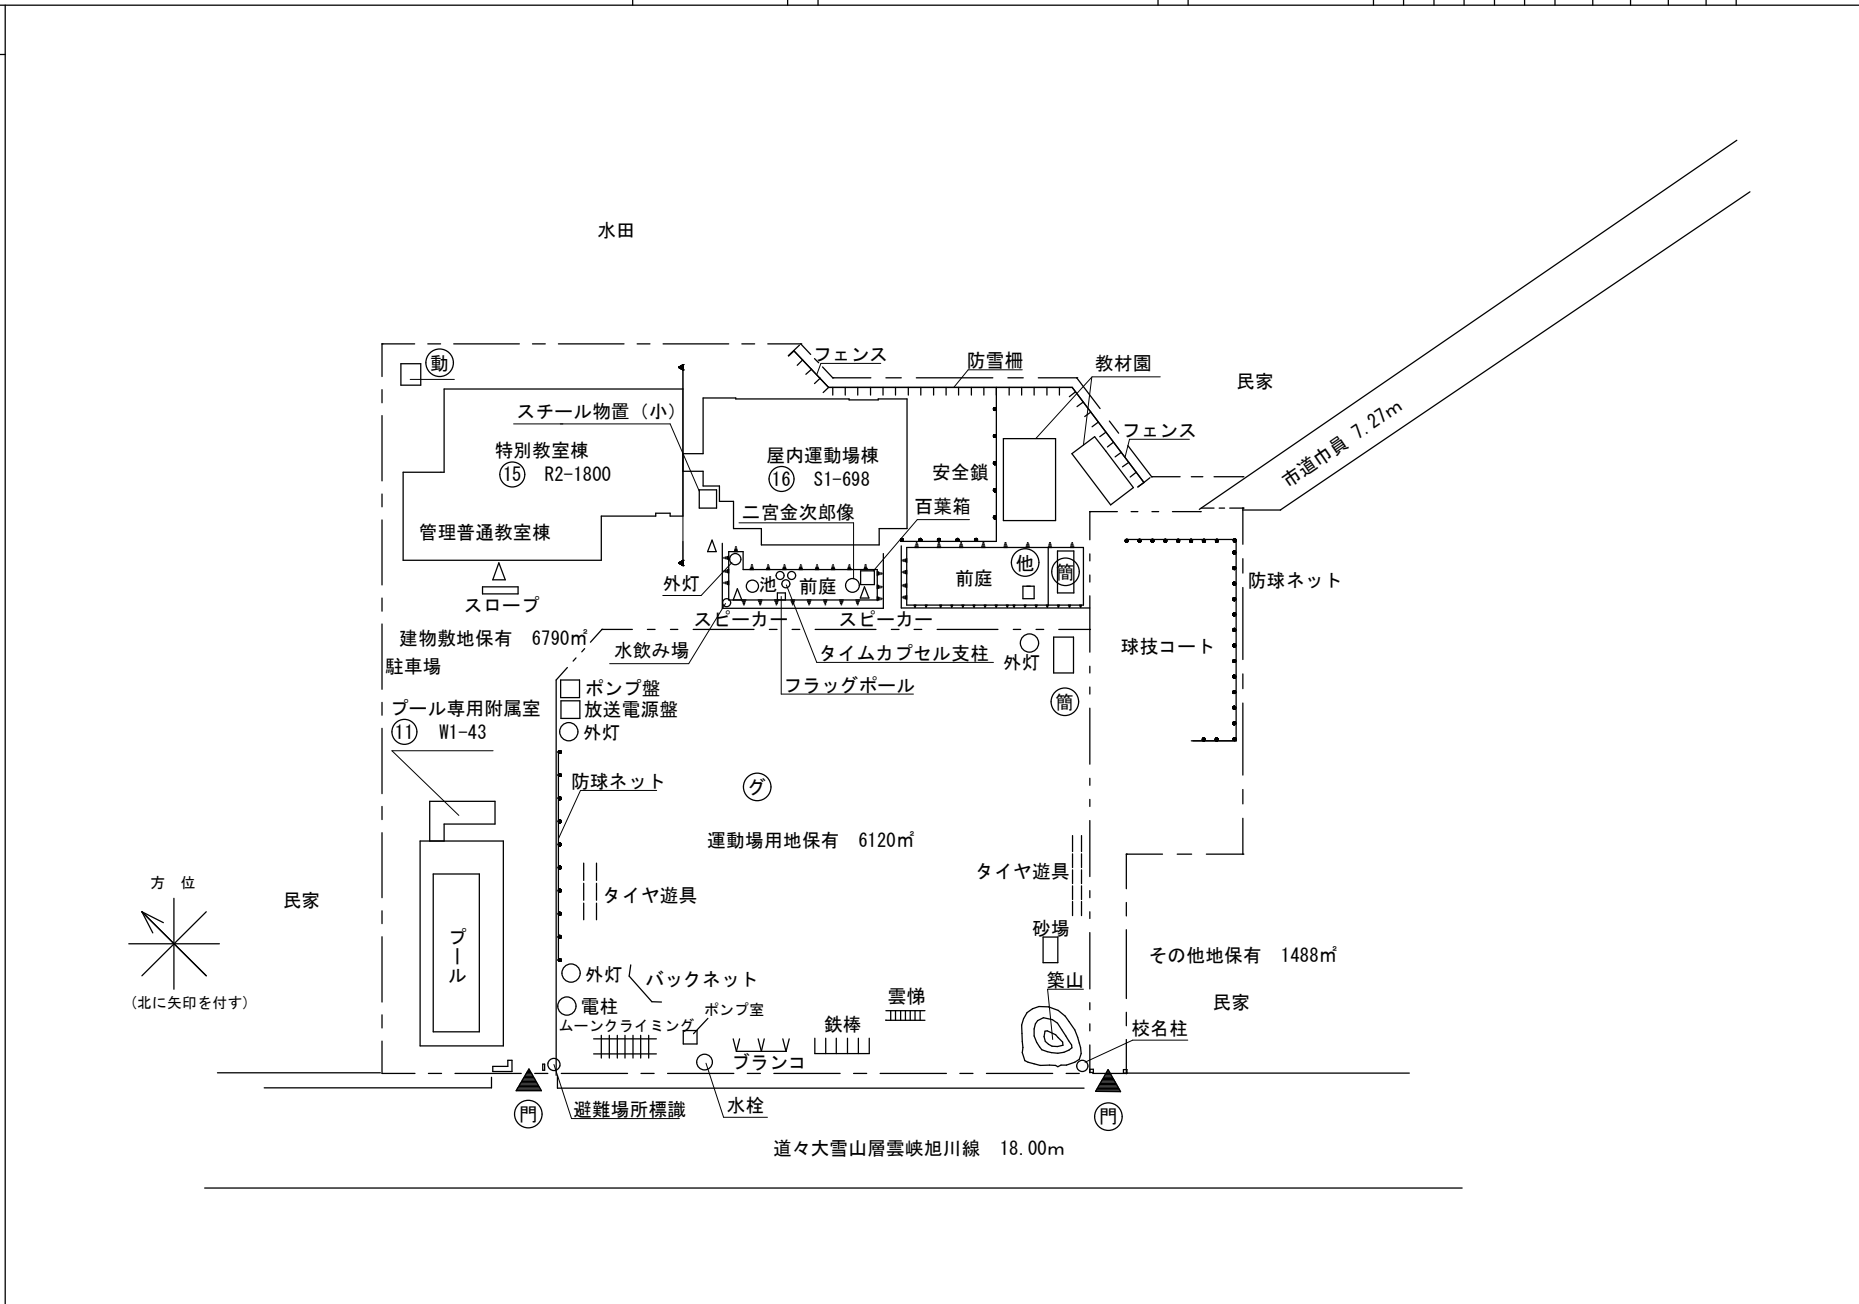 水田
フェンス
防雪柵
教材園
民家
動
スチール物置（小）
市道巾員 7.27m
特別教室棟
⑮ R2-1800
屋内運動場棟
⑯ S1-698
フェンス
安全鎖
二宮金次郎像
百葉箱
管理普通教室棟
外灯
池
前庭
前庭
他
簡
防球ネット
スロープ
スピーカー
スピーカー
建物敷地保有 6790㎡
水飲み場
タイムカプセル支柱
外灯
球技コート
駐車場
フラッグポール
簡
ポンプ盤
放送電源盤
外灯
プール専用附属室
⑪ W1-43
防球ネット
グ
運動場用地保有 6120㎡
タイヤ遊具
タイヤ遊具
方 位
民家
(北に矢印を付す)
プール
砂場
その他地保有 1488㎡
外灯
バックネット
築山
民家
電柱
ムーンクライミング
ポンプ室
雲悌
鉄棒
校名柱
ブランコ
門
避難場所標識
水栓
門
道々大雪山層雲峡旭川線 18.00m